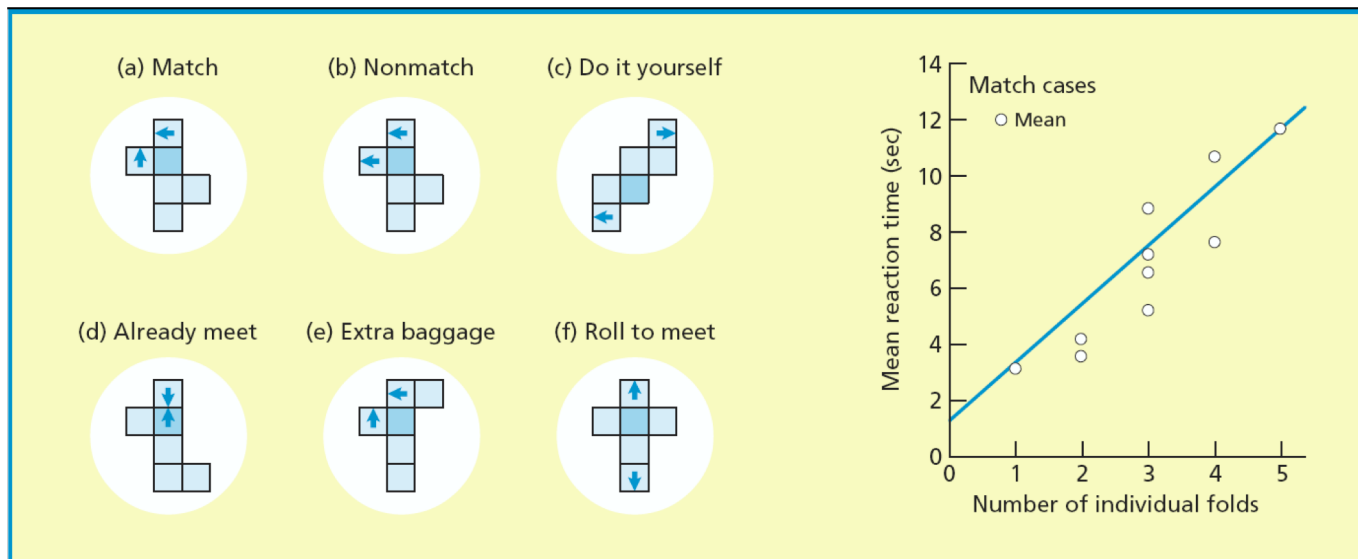 (a) Match
(b) Nonmatch
(c) Do it yourself
(d) Already meet
(e) Extra baggage
(f) Roll to meet
Mean reaction time (sec)
14
12
10
8
6
4
2
0
Match cases
Mean
0 1 2 3 4 5
Number of individual folds